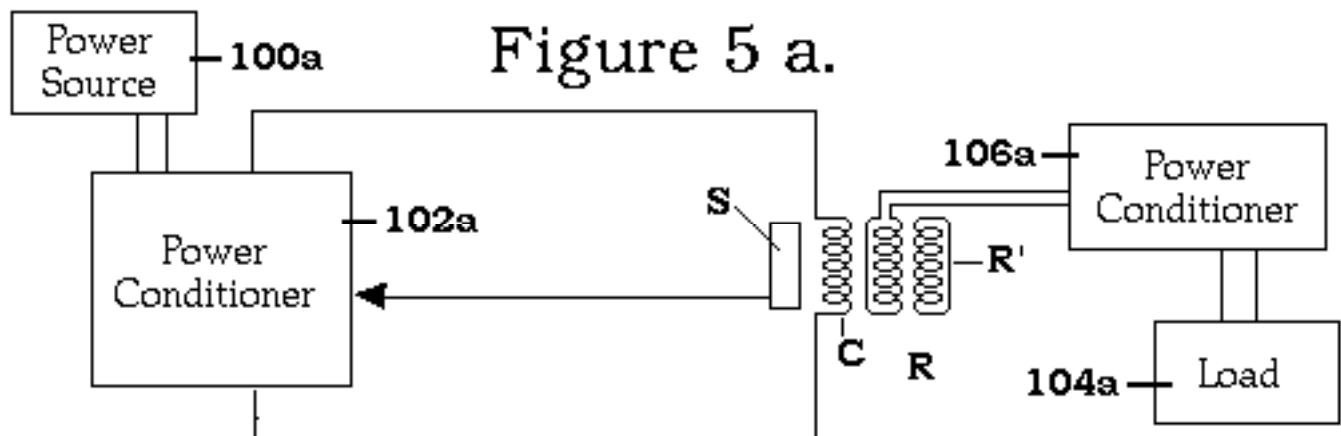 Figure 5 a.
Power
Source
100a
Power
Conditioner
102a
S
C
R
R'
106a
Power
Conditioner
104a
Load